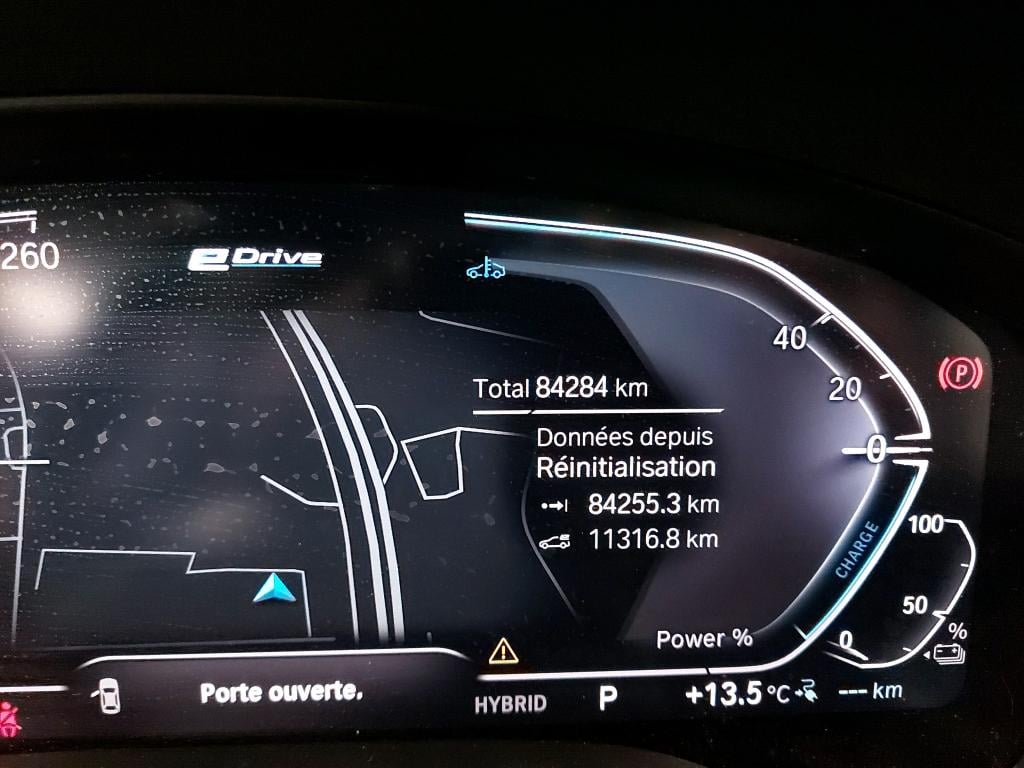 260
eDrive
40
Total 84284 km
20
0
Données depuis
Réinitialisation
84255.3 km
11316.8 km
CHARGE
100
50
0
%
Power %
Porte ouverte.
HYBRID
P
+13.5 °C
--- km
P